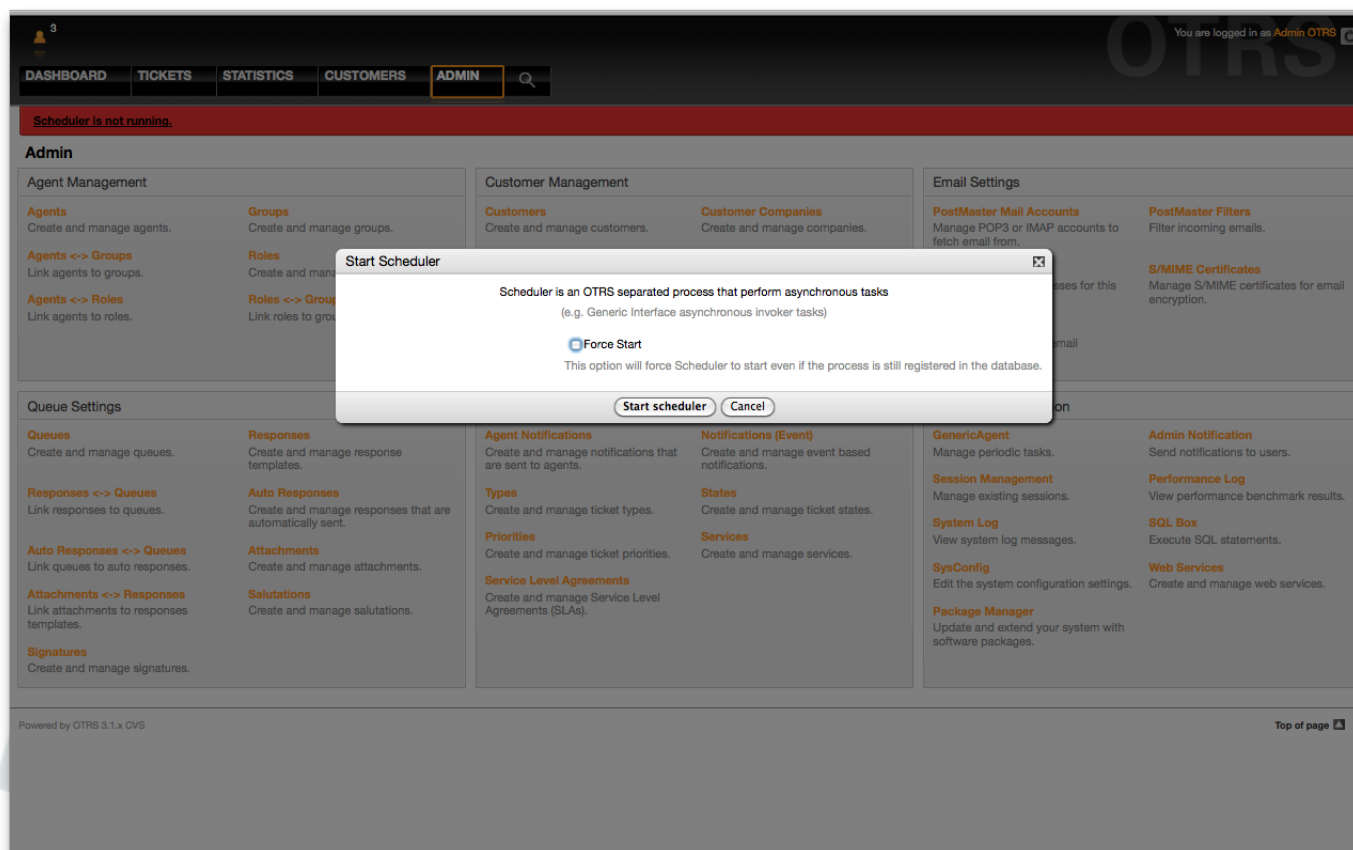 3
You are logged in as Admin OTRS
OTRS
DASHBOARD TICKETS STATISTICS CUSTOMERS ADMIN
Scheduler is not running.
Admin
Agent Management
Agents
Create and manage agents.
Groups
Create and manage groups.
Agents <-> Groups
Link agents to groups.
Roles
Create and mana
Agents <-> Roles
Link agents to roles.
Roles <-> Group
Link roles to grou
Customer Management
Customers
Create and manage customers.
Customer Companies
Create and manage companies.
Email Settings
PostMaster Mail Accounts
Manage POP3 or IMAP accounts to
fetch email from.
PostMaster Filters
Filter incoming emails.
sses for this
S/MIME Certificates
Manage S/MIME certificates for email
encryption.
email
Start Scheduler
Scheduler is an OTRS separated process that perform asynchronous tasks
(e.g. Generic Interface asynchronous invoker tasks)
Force Start
This option will force Scheduler to start even if the process is still registered in the database.
Start scheduler Cancel
Queue Settings
Queues
Create and manage queues.
Responses
Create and manage response
templates.
Responses <-> Queues
Link responses to queues.
Auto Responses
Create and manage responses that are
automatically sent.
Auto Responses <-> Queues
Link queues to auto responses.
Attachments
Create and manage attachments.
Attachments <-> Responses
Link attachments to responses
templates.
Salutations
Create and manage salutations.
Signatures
Create and manage signatures.
Agent Notifications
Create and manage notifications that
are sent to agents.
Notifications (Event)
Create and manage event based
notifications.
Types
Create and manage ticket types.
States
Create and manage ticket states.
Priorities
Create and manage ticket priorities.
Services
Create and manage services.
Service Level Agreements
Create and manage Service Level
Agreements (SLAs).
on
GenericAgent
Manage periodic tasks.
Admin Notification
Send notifications to users.
Session Management
Manage existing sessions.
Performance Log
View performance benchmark results.
System Log
View system log messages.
SQL Box
Execute SQL statements.
SysConfig
Edit the system configuration settings.
Web Services
Create and manage web services.
Package Manager
Update and extend your system with
software packages.
Powered by OTRS 3.1.x CVS
Top of page